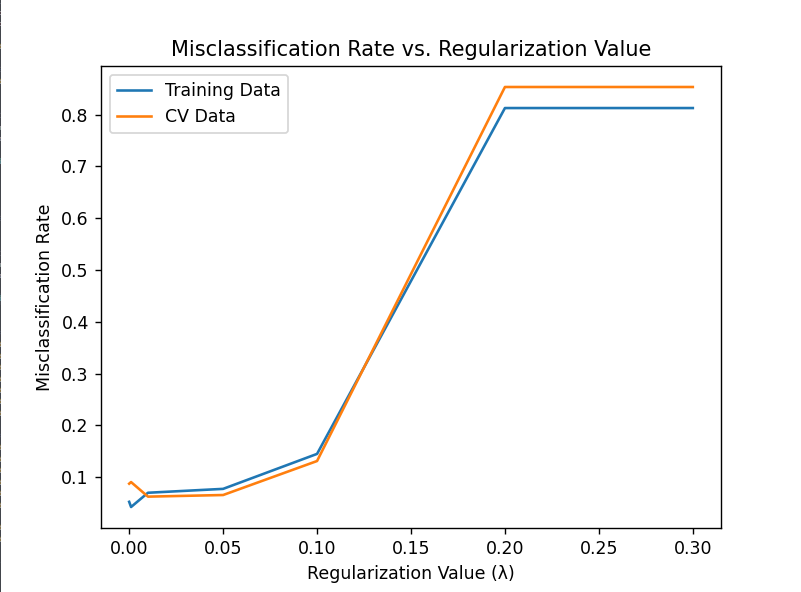 Misclassification Rate vs. Regularization Value
Training Data
CV Data
Misclassification Rate
0.8
0.7
0.6
0.5
0.4
0.3
0.2
0.1
0.00 0.05 0.10 0.15 0.20 0.25 0.30
Regularization Value (λ)